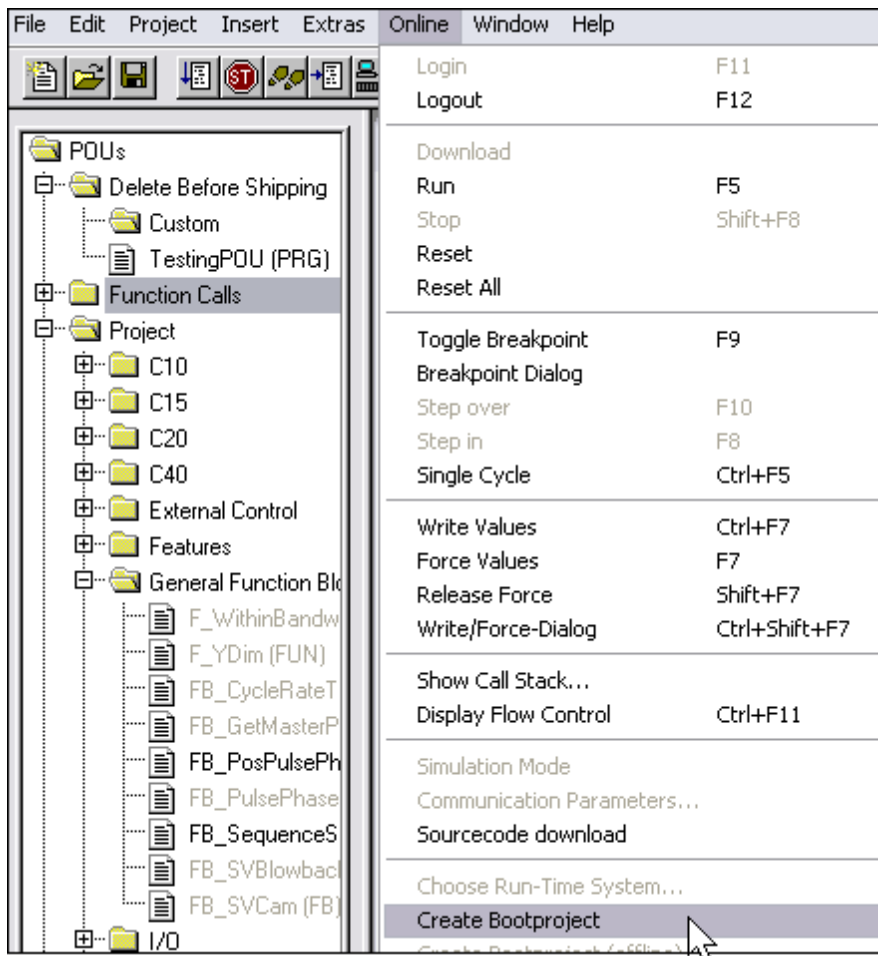 File Edit Project Insert Extras Online Window Help
ST
POUs
Delete Before Shipping
Custom
TestingPOU (PRG)
Function Calls
Project
C10
C15
C20
C40
External Control
Features
General Function Blo
F_WithinBandw
F_YDim (FUN)
FB_CycleRateT
FB_GetMasterP
FB_PosPulsePh
FB_PulsePhase
FB_SequenceS
FB_SVBlowbacl
FB_SVCam (FB)
I/O
Login F11
Logout F12
Download
Run F5
Stop Shift+F8
Reset
Reset All
Toggle Breakpoint F9
Breakpoint Dialog
Step over F10
Step in F8
Single Cycle Ctrl+F5
Write Values Ctrl+F7
Force Values F7
Release Force Shift+F7
Write/Force-Dialog Ctrl+Shift+F7
Show Call Stack...
Display Flow Control Ctrl+F11
Simulation Mode
Communication Parameters...
Sourcecode download
Choose Run-Time System...
Create Bootproject
Create Bootproject (offline)